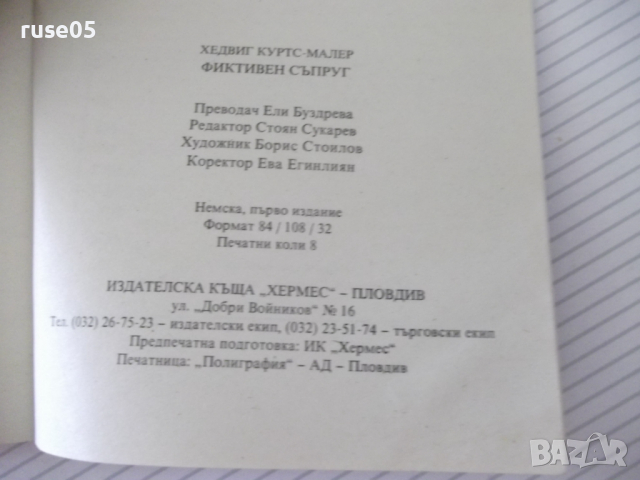 ruse05
ХЕДВИГ КУРТС-МАЛЕР
ФИКТИВЕН СЪПРУГ
Преводач Ели Буздрева
Редактор Стоян Сукарев
Художник Борис Стоилов
Коректор Ева Егинлиян
Немска, първо издание
Формат 84 / 108 / 32
Печатни коли 8
ИЗДАТЕЛСКА КЪЩА „ХЕРМЕС“ – ПЛОВДИВ
ул. „Добри Войников“ № 16
Тел. (032) 26-75-23 – издателски екип, (032) 23-51-74 – търговски екип
Предпечатна подготовка: ИК „Хермес“
Печатница: „Полиграфия“ – АД – Пловдив
BAZAR